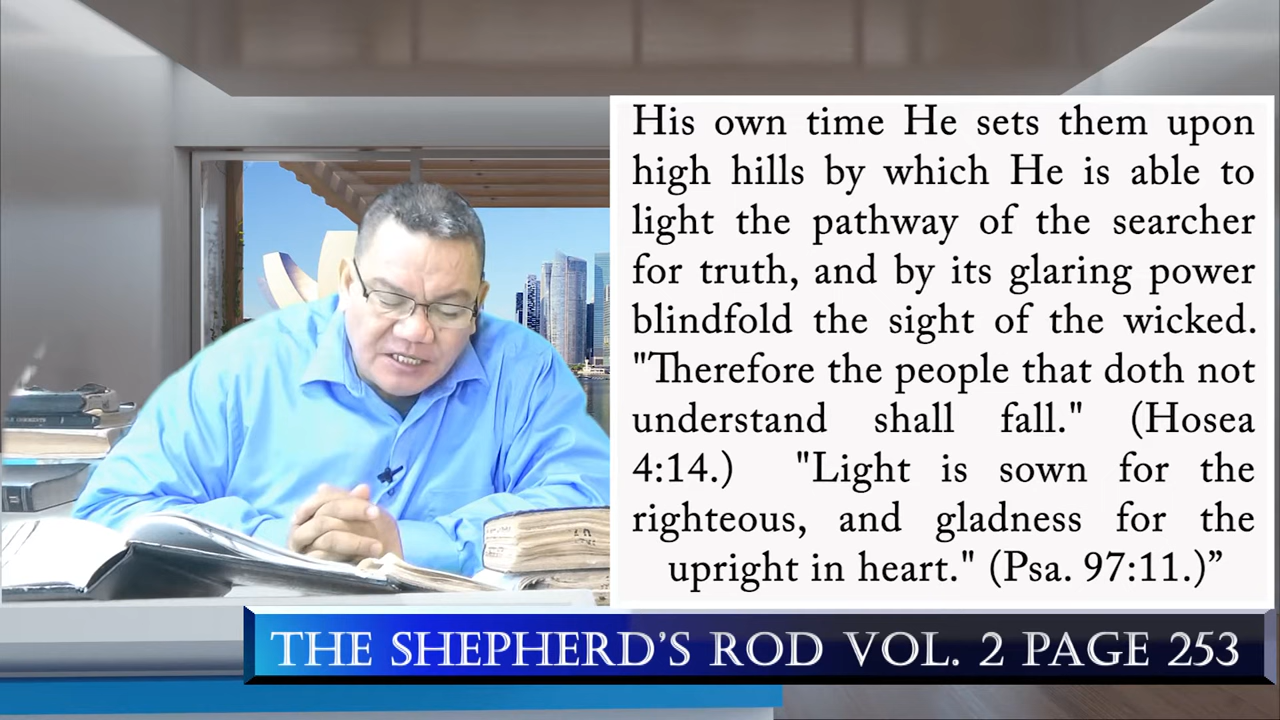 His own time He sets them upon
high hills by which He is able to
light the pathway of the searcher
for truth, and by its glaring power
blindfold the sight of the wicked.
"Therefore the people that doth not
understand shall fall." (Hosea
4:14.) "Light is sown for the
righteous, and gladness for the
upright in heart." (Psa. 97:11.)”
THE SHEPHERD’S ROD VOL. 2 PAGE 253